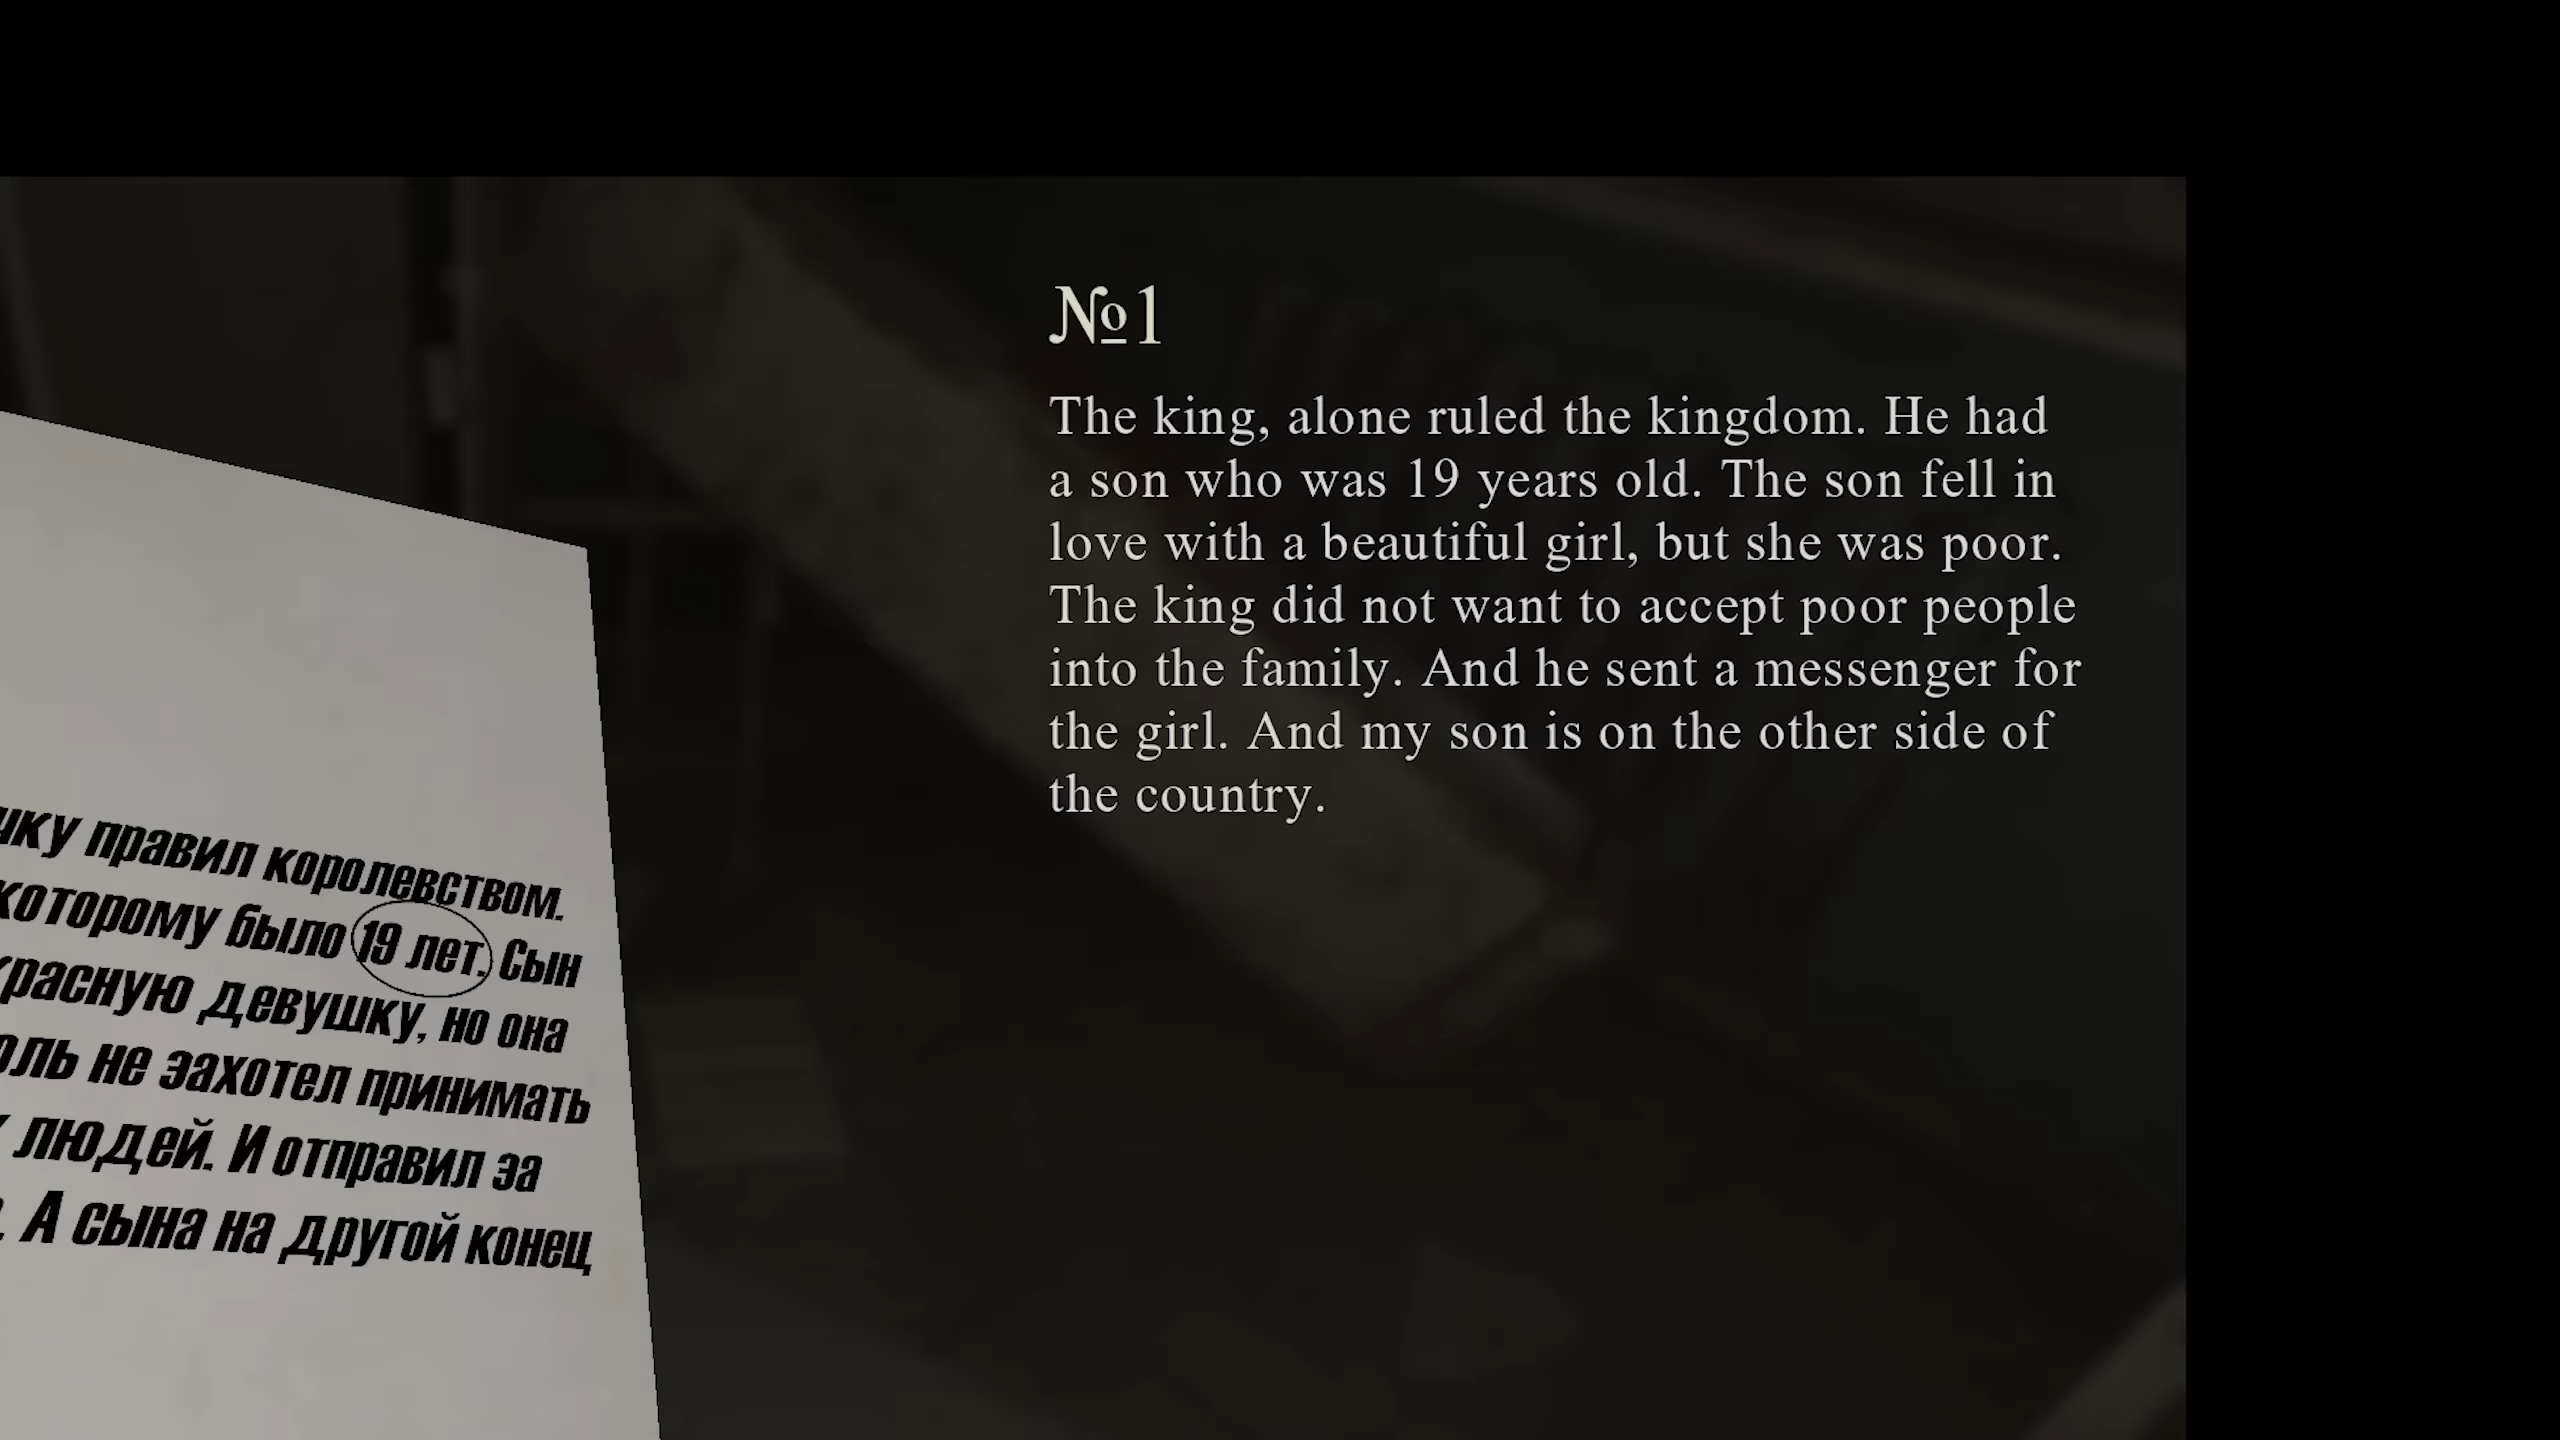 №1
The king, alone ruled the kingdom. He had
a son who was 19 years old. The son fell in
love with a beautiful girl, but she was poor.
The king did not want to accept poor people
into the family. And he sent a messenger for
the girl. And my son is on the other side of
the country.
правил королевством.
которому было 19 лет. Сын
девушку, но она
не захотел принимать
людей. И отправил за
А сына на другой конец